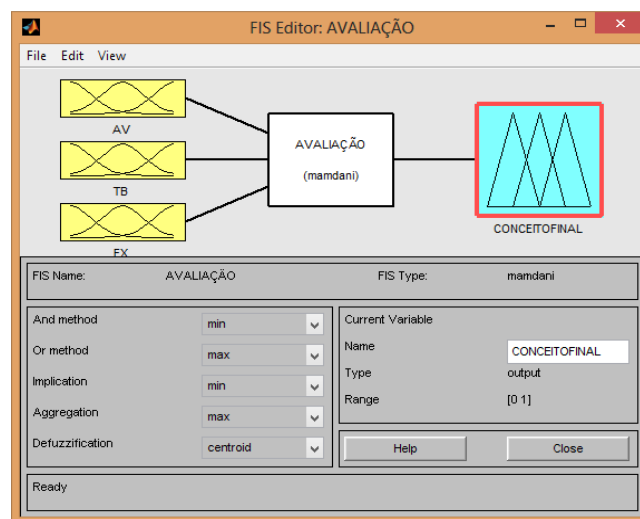 FIS Editor: AVALIAÇÃO
File Edit View
AV
TB
EX
AVALIAÇÃO
(mamdani)
CONCEITOFINAL
FIS Name: AVALIAÇÃO FIS Type: mamdani
And method min
Or method max
Implication min
Aggregation max
Defuzzification centroid
Current Variable
Name CONCEITOFINAL
Type output
Range [0 1]
Help Close
Ready